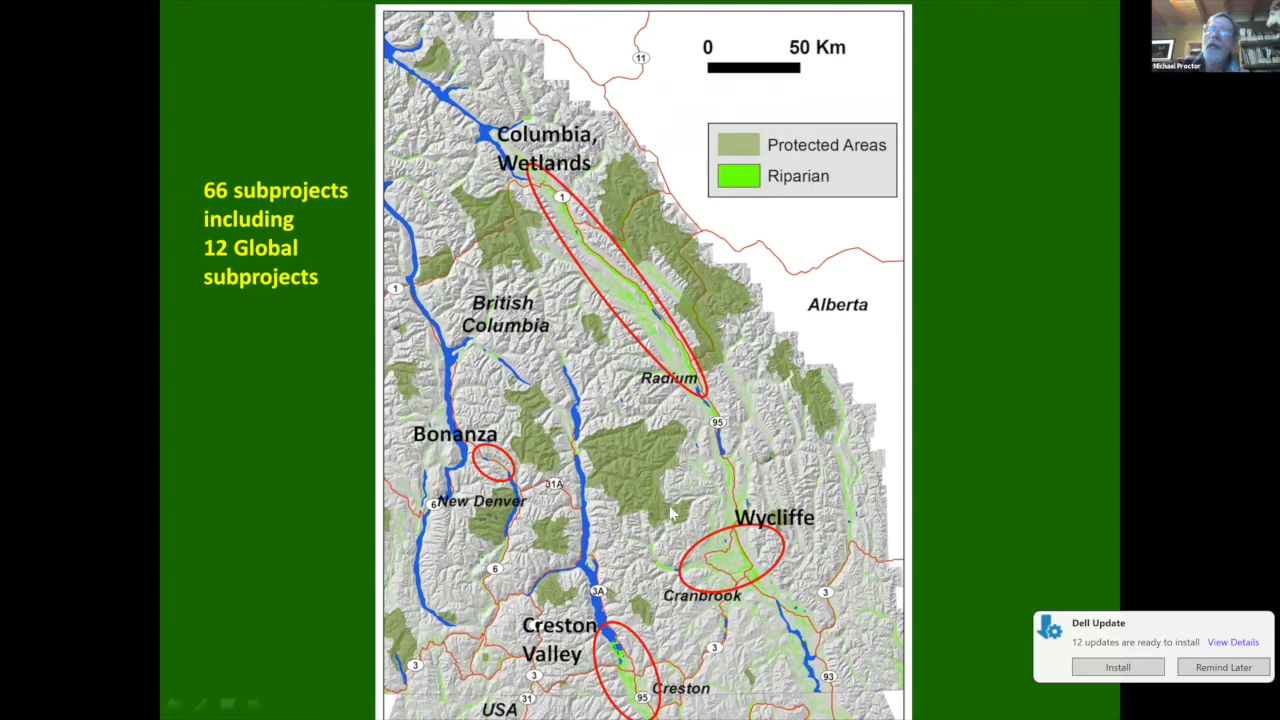 66 subprojects
including
12 Global
subprojects
0 50 Km
11
Protected Areas
Riparian
Columbia,
Wetlands
1
1
British
Columbia
Alberta
Radium
95
Bonanza
31A
6
New Denver
Wycliffe
6
3A
Cranbrook
3
Creston
Valley
3
3
3
Creston
93
31
95
USA
Michael Proctor
Dell Update
12 updates are ready to install View Details
Install
Remind Later